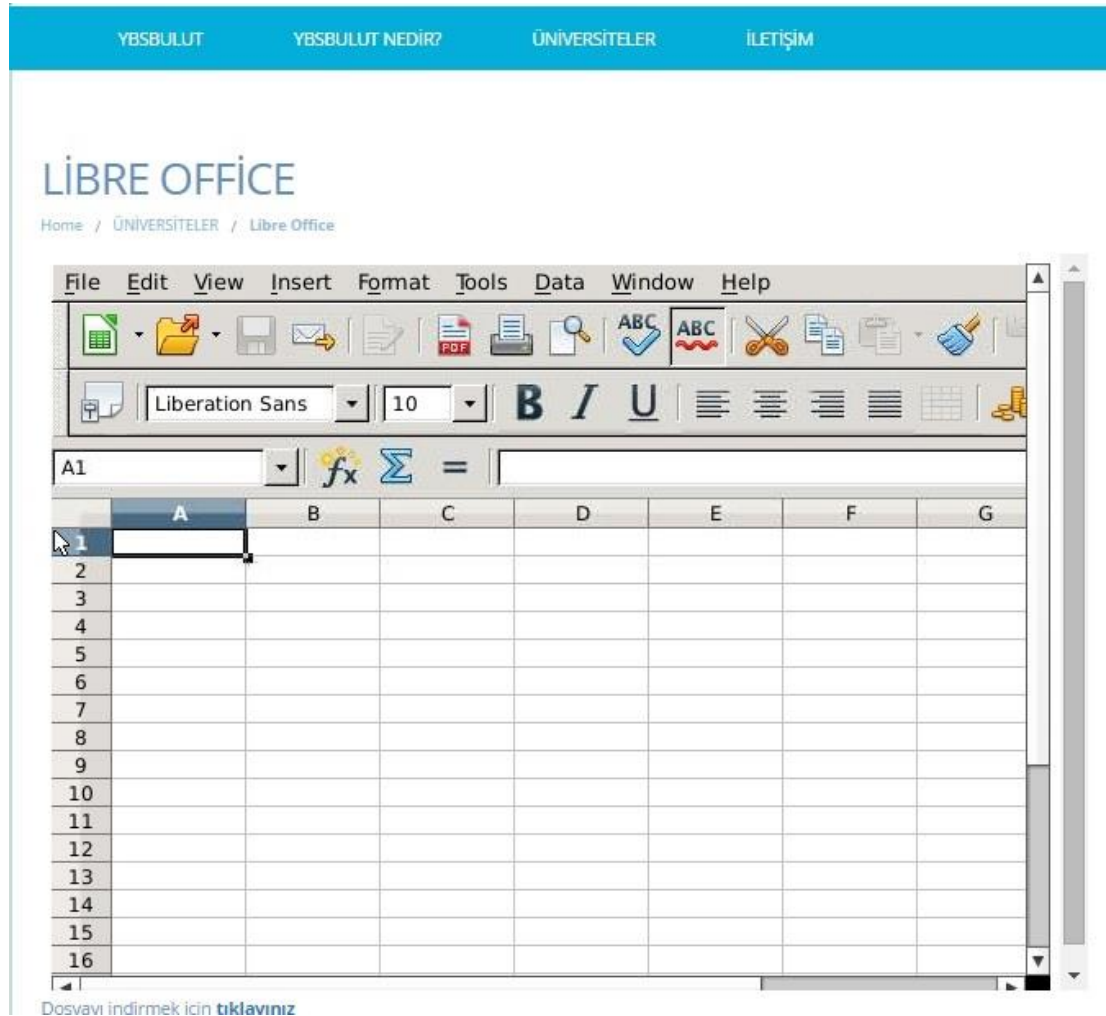 YBSBULUT YBSBULUT NEDİR? ÜNİVERSİTELER İLETİŞİM
LİBRE OFFİCE
Home / ÜNİVERSİTELER / Libre Office
File Edit View Insert Format Tools Data Window Help
PDF ABC ABC
Liberation Sans 10 B I U
A1 fx Σ =
A B C D E F G
1
2
3
4
5
6
7
8
9
10
11
12
13
14
15
16
Dosyayı indirmek için tıklayınız